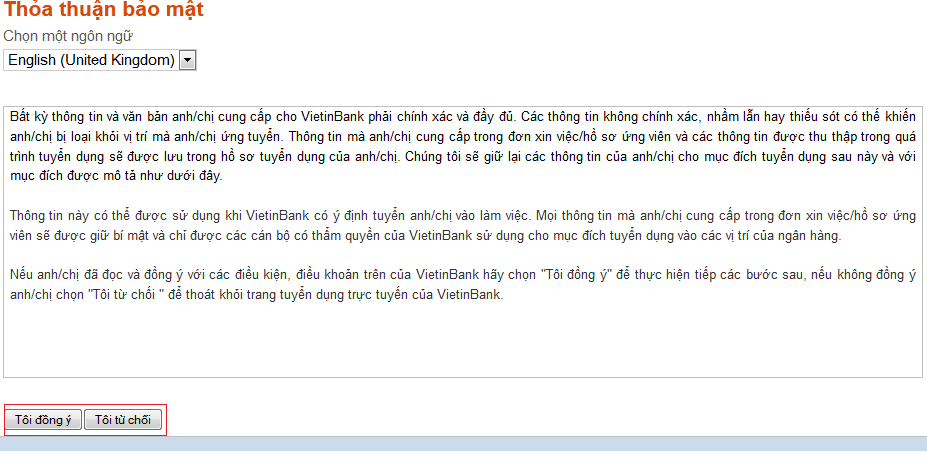 Thỏa thuận bảo mật
Chọn một ngôn ngữ
English (United Kingdom)
Bất kỳ thông tin và văn bản anh/chị cung cấp cho VietinBank phải chính xác và đầy đủ. Các thông tin không chính xác, nhầm lẫn hay thiếu sót có thể khiến
anh/chị bị loại khỏi vị trí mà anh/chị ứng tuyển. Thông tin mà anh/chị cung cấp trong đơn xin việc/hồ sơ ứng viên và các thông tin được thu thập trong quá
trình tuyển dụng sẽ được lưu trong hồ sơ tuyển dụng của anh/chị. Chúng tôi sẽ giữ lại các thông tin của anh/chị cho mục đích tuyển dụng sau này và với
mục đích được mô tả như dưới đây.
Thông tin này có thể được sử dụng khi VietinBank có ý định tuyển anh/chị vào làm việc. Mọi thông tin mà anh/chị cung cấp trong đơn xin việc/hồ sơ ứng
viên sẽ được giữ bí mật và chỉ được các cán bộ có thẩm quyền của VietinBank sử dụng cho mục đích tuyển dụng vào các vị trí của ngân hàng.
Nếu anh/chị đã đọc và đồng ý với các điều kiện, điều khoản trên của VietinBank hãy chọn "Tôi đồng ý" để thực hiện tiếp các bước sau, nếu không đồng ý
anh/chị chọn "Tôi từ chối " để thoát khỏi trang tuyển dụng trực tuyến của VietinBank.
Tôi đồng ý Tôi từ chối